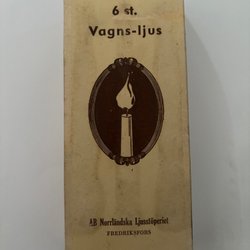 6 st.
Vagns-ljus
AB Norrländska Ljusstöperiet
FREDRIKSFORS